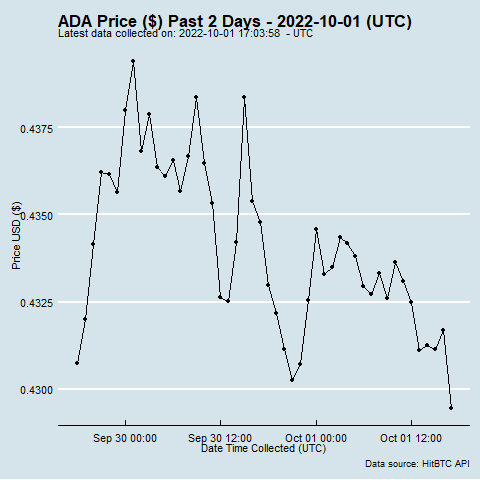 ADA Price ($) Past 2 Days - 2022-10-01 (UTC)
Latest data collected on: 2022-10-01 17:03:58 - UTC
Price USD ($)
0.4375
0.4350
0.4325
0.4300
Sep 30 00:00
Sep 30 12:00
Oct 01 00:00
Oct 01 12:00
Date Time Collected (UTC)
Data source: HitBTC API